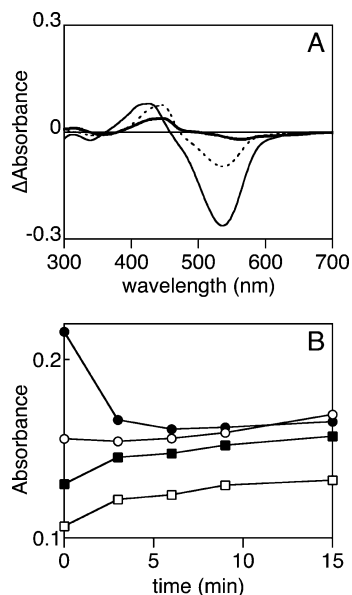 0.3
A
0
ΔAbsorbance
-0.3
300 400 500 600 700
wavelength (nm)
B
0.2
Absorbance
0.1
0 5 10 15
time (min)